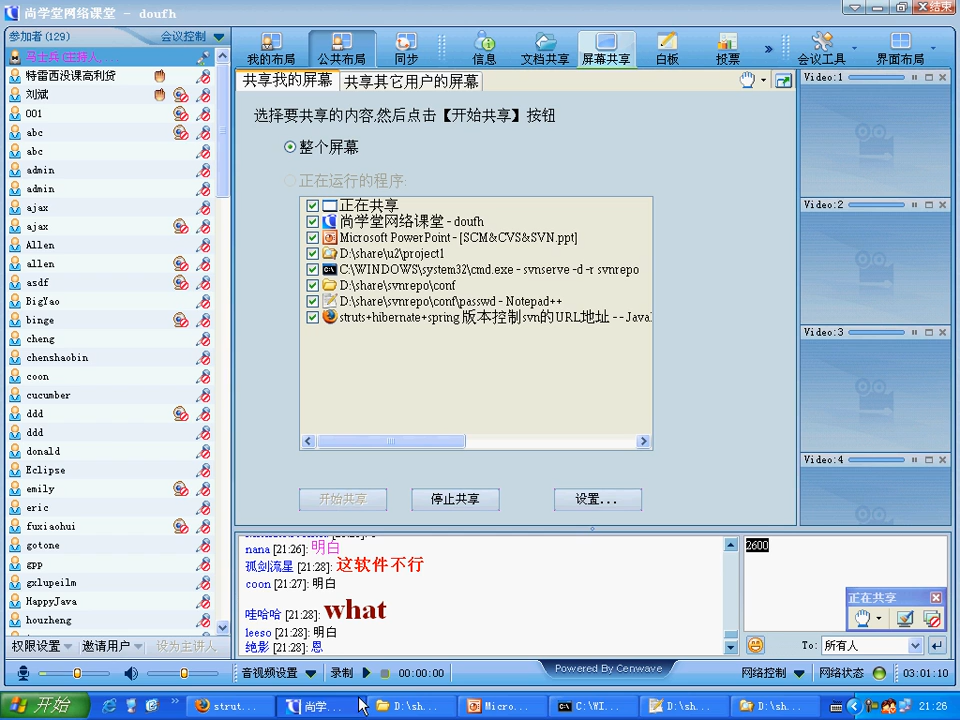 尚学堂网络课堂 - doufh
结束
参加者(129)
会议控制
马士兵(主持人,...
特雷西没课高利贷
刘斌
001
abc
abc
admin
admin
ajax
ajax
Allen
allen
asdf
BigYao
binge
cheng
chenshaobin
coon
cucumber
ddd
ddd
donald
Eclipse
emily
eric
fuxiaohui
gotone
gpp
gxlupeilm
HappyJava
houzheng
权限设置
邀请用户
设为主讲人
我的布局
公共布局
同步
信息
文档共享
屏幕共享
白板
投票
»
会议工具
界面布局
共享我的屏幕
共享其它用户的屏幕
选择要共享的内容,然后点击【开始共享】按钮
整个屏幕
正在运行的程序:
正在共享
尚学堂网络课堂 - doufh
Microsoft PowerPoint - [SCM&CVS&SVN.ppt]
D:\share\u2\project1
C:\WINDOWS\system32\cmd.exe - svnserve -d -r svnrepo
D:\share\svnrepo\conf
D:\share\svnrepo\conf\passwd - Notepad++
struts+hibernate+spring 版本控制svn的URL地址 -- Java
开始共享
停止共享
设置...
Video:1
Video:2
Video:3
Video:4
nana [21:26]: 明白
孤剑流星 [21:28]: 这软件不行
coon [21:27]: 明白
哇哈哈 [21:28]: what
leeso [21:28]: 明白
绝影 [21:28]: 恩
2600
正在共享
To: 所有人
音视频设置
录制
00:00:00
Powered By Cenwave
网络控制
网络状态
03:01:10
开始
»
strut...
尚学...
D:\sh...
Micro...
C:\WI...
D:\sh...
D:\sh...
21:26